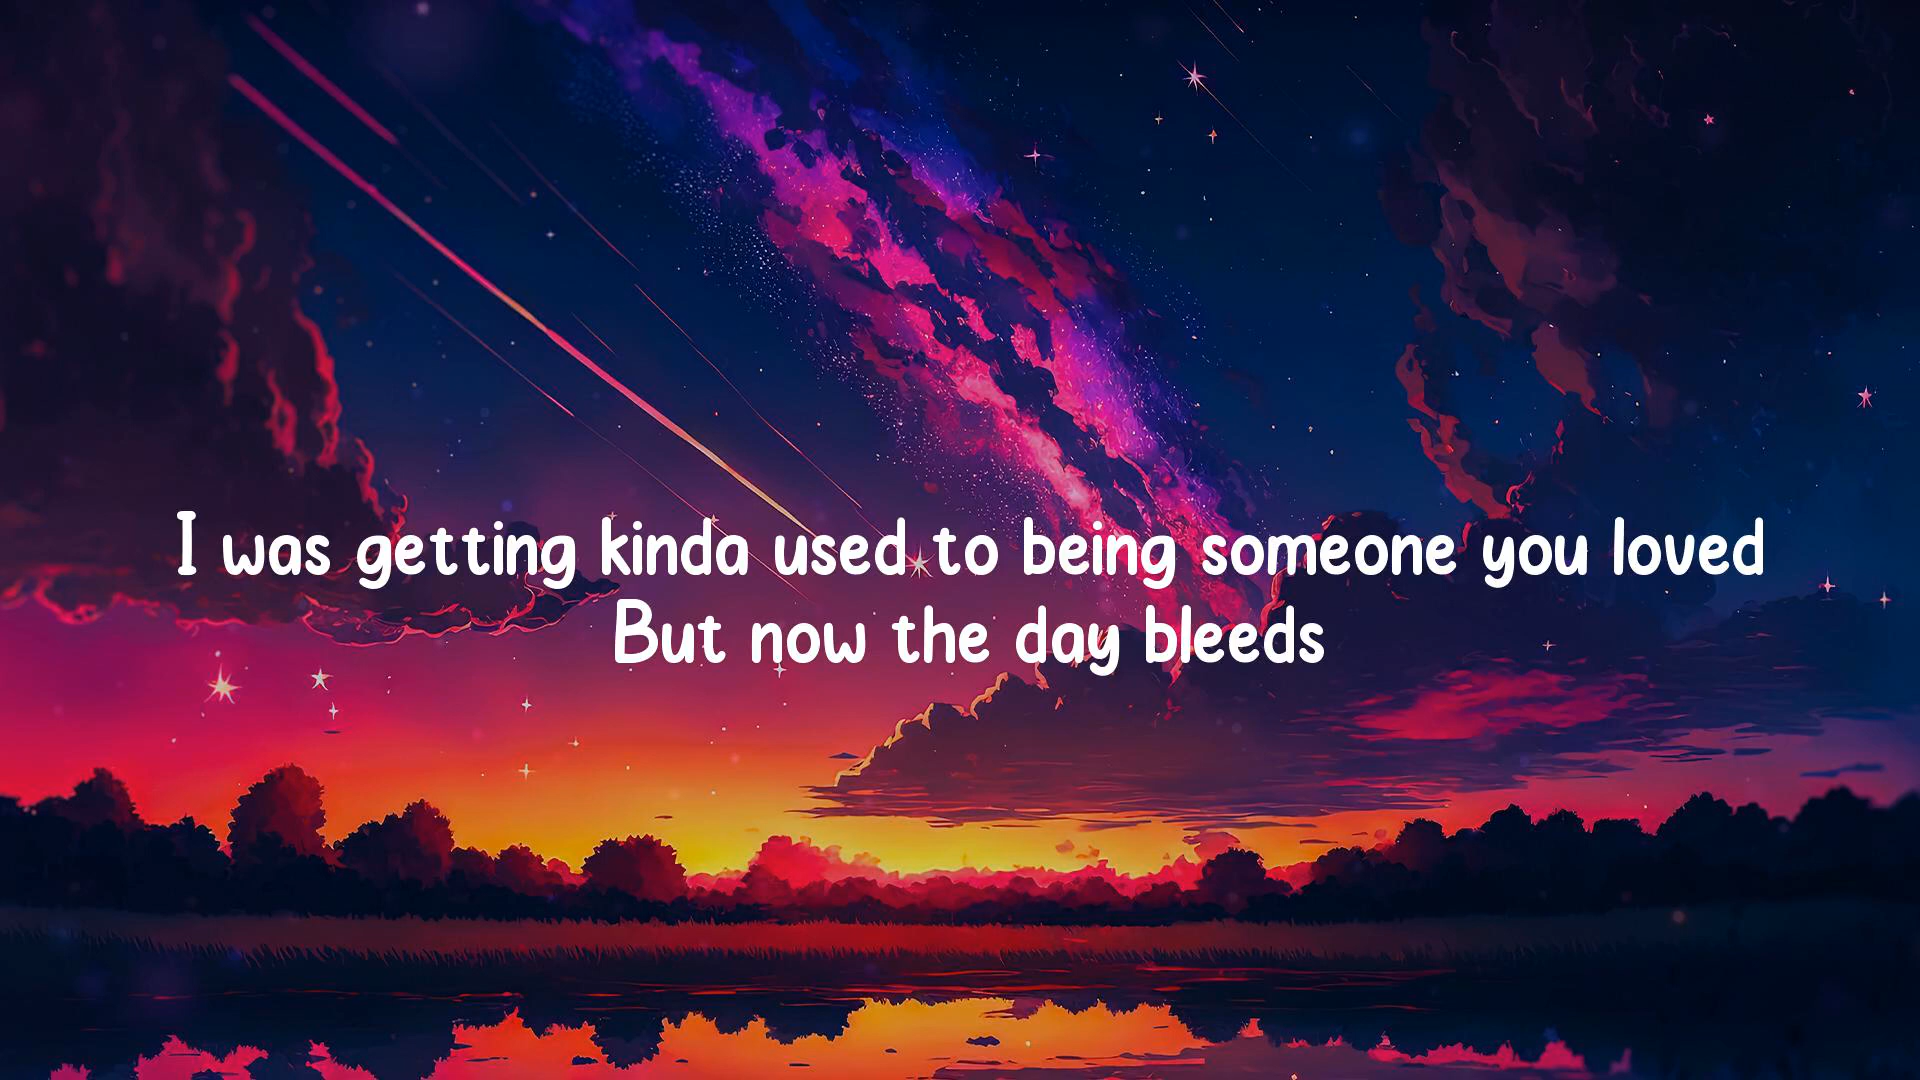 I was getting kinda used to being someone you loved
But now the day bleeds